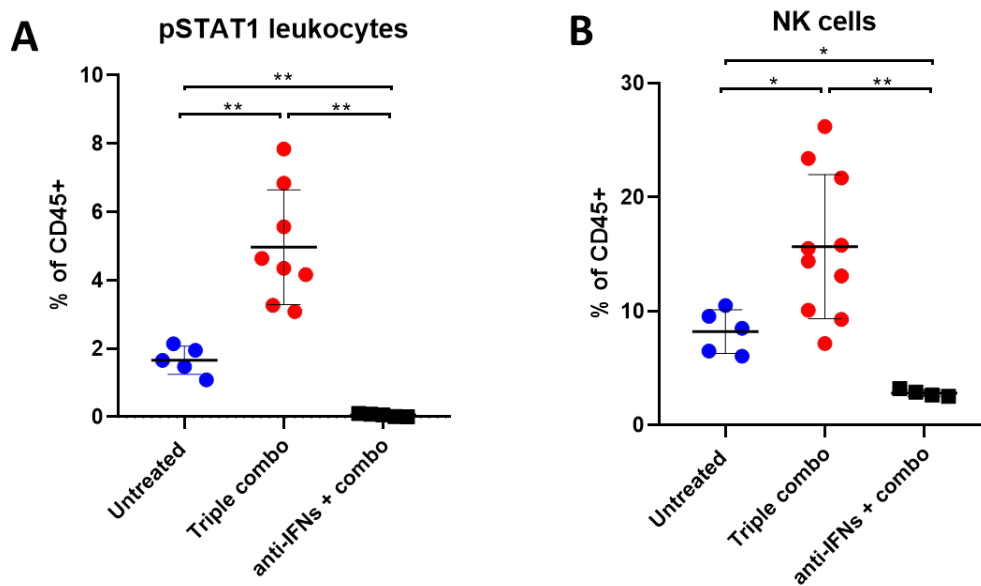 A
pSTAT1 leukocytes
% of CD45+
10
8
6
4
2
0
**
**
**
Untreated
Triple combo
anti-IFNs + combo
B
NK cells
% of CD45+
30
20
10
0
*
*
**
Untreated
Triple combo
anti-IFNs + combo